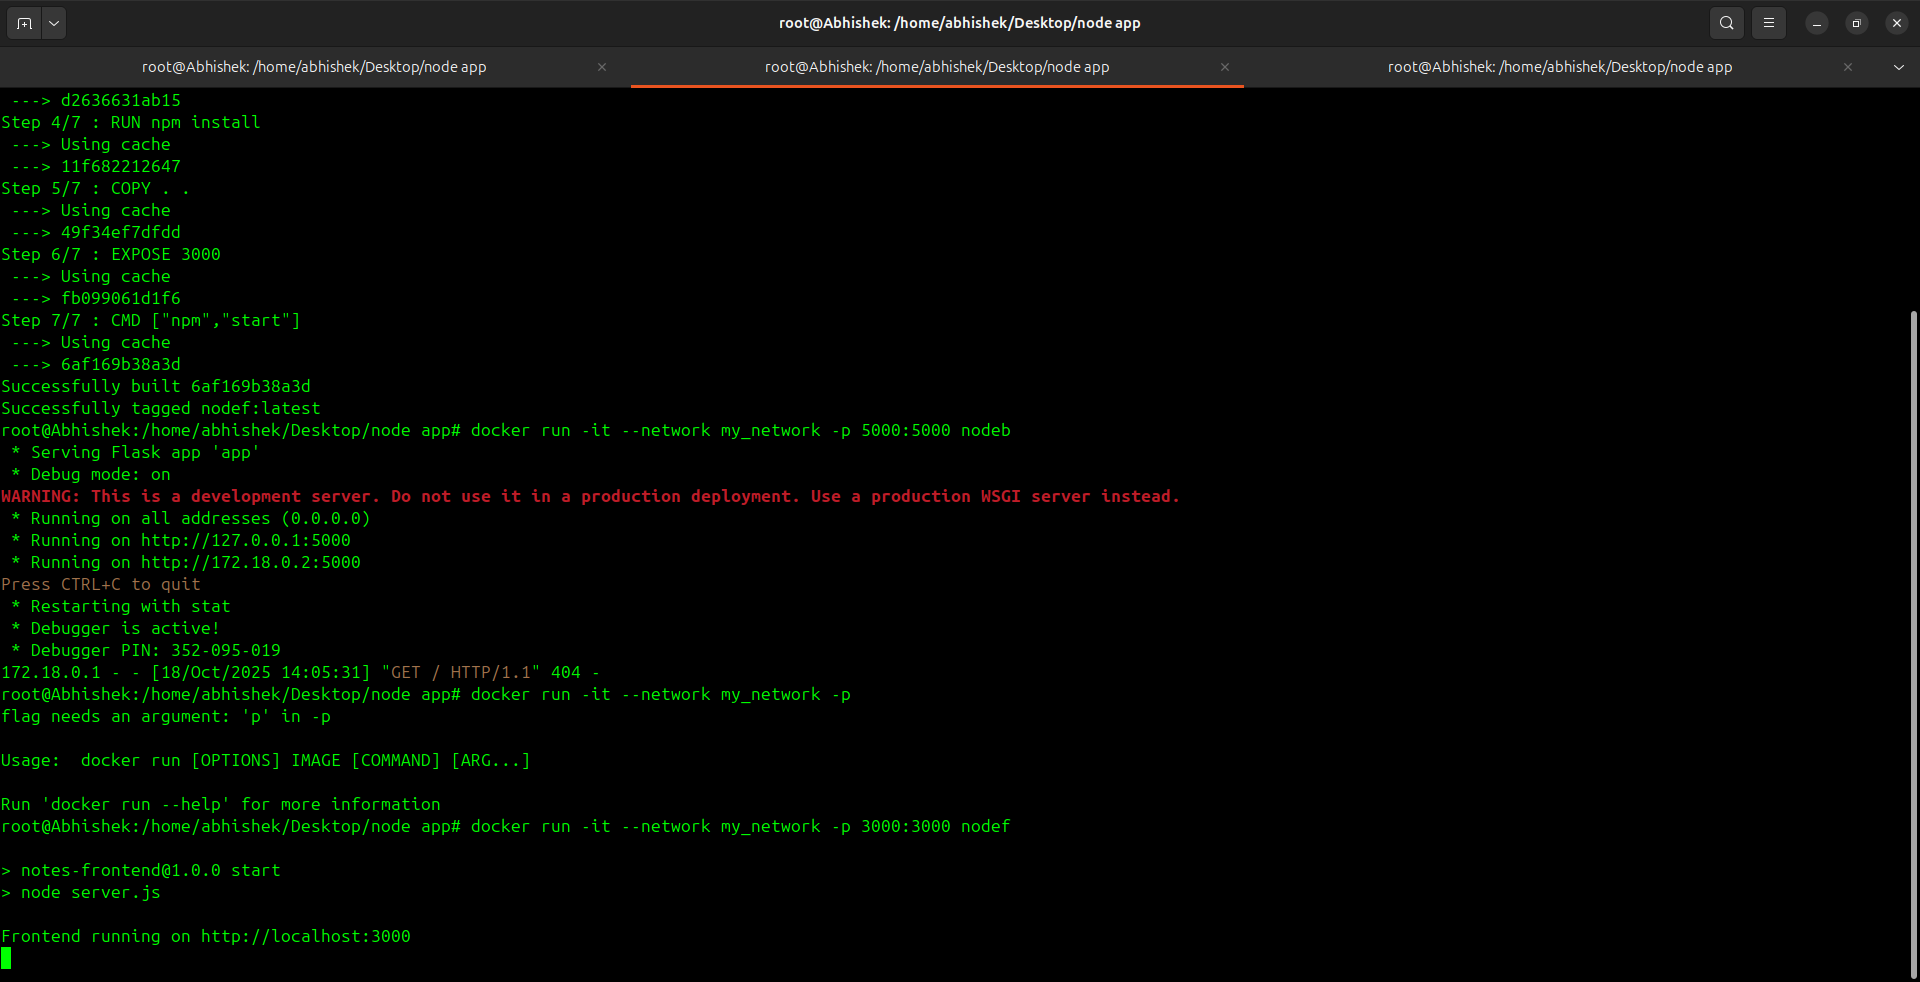 root@Abhishek: /home/abhishek/Desktop/node app
root@Abhishek: /home/abhishek/Desktop/node app
root@Abhishek: /home/abhishek/Desktop/node app
root@Abhishek: /home/abhishek/Desktop/node app
---> d2636631ab15
Step 4/7 : RUN npm install
---> Using cache
---> 11f682212647
Step 5/7 : COPY . .
---> Using cache
---> 49f34ef7dfdd
Step 6/7 : EXPOSE 3000
---> Using cache
---> fb099061d1f6
Step 7/7 : CMD ["npm","start"]
---> Using cache
---> 6af169b38a3d
Successfully built 6af169b38a3d
Successfully tagged nodef:latest
root@Abhishek:/home/abhishek/Desktop/node app# docker run -it --network my_network -p 5000:5000 nodeb
* Serving Flask app 'app'
* Debug mode: on
WARNING: This is a development server. Do not use it in a production deployment. Use a production WSGI server instead.
* Running on all addresses (0.0.0.0)
* Running on http://127.0.0.1:5000
* Running on http://172.18.0.2:5000
Press CTRL+C to quit
* Restarting with stat
* Debugger is active!
* Debugger PIN: 352-095-019
172.18.0.1 - - [18/Oct/2025 14:05:31] "GET / HTTP/1.1" 404 -
root@Abhishek:/home/abhishek/Desktop/node app# docker run -it --network my_network -p
flag needs an argument: 'p' in -p
Usage:  docker run [OPTIONS] IMAGE [COMMAND] [ARG...]
Run 'docker run --help' for more information
root@Abhishek:/home/abhishek/Desktop/node app# docker run -it --network my_network -p 3000:3000 nodef
> notes-frontend@1.0.0 start
> node server.js
Frontend running on http://localhost:3000